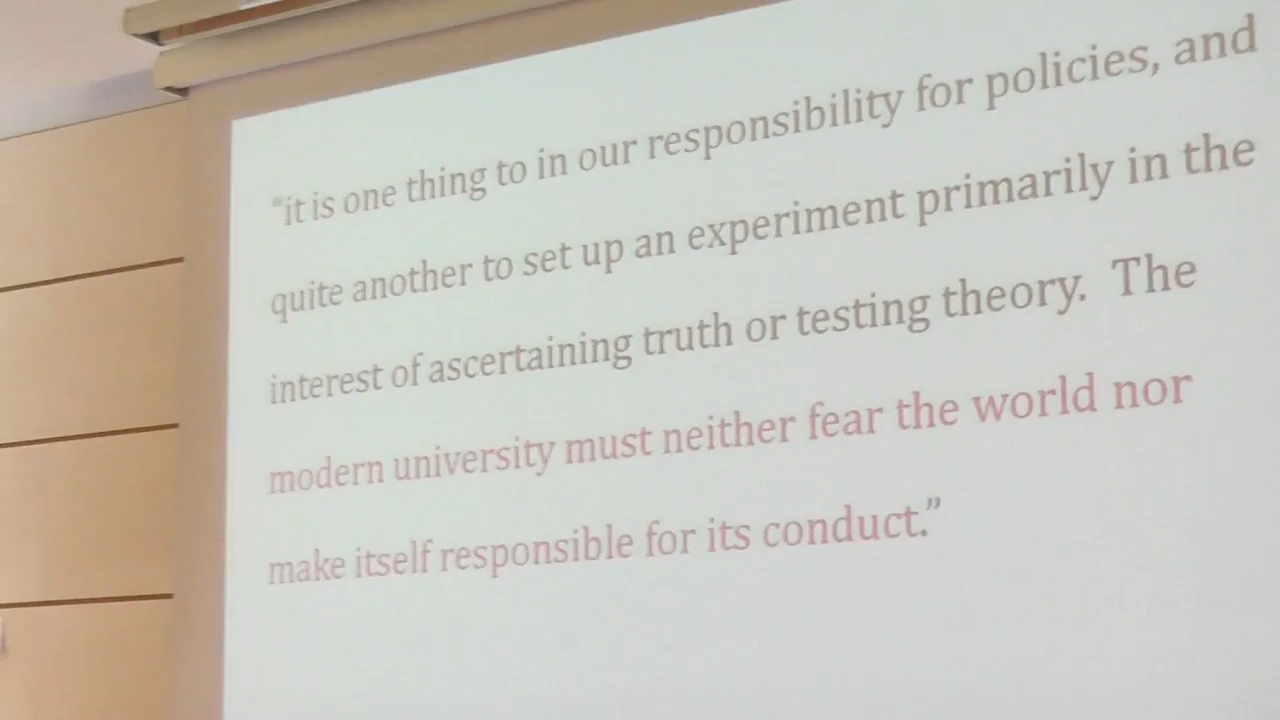 “it is one thing to in our responsibility for policies, and
quite another to set up an experiment primarily in the
interest of ascertaining truth or testing theory. The
modern university must neither fear the world nor
make itself responsible for its conduct.”